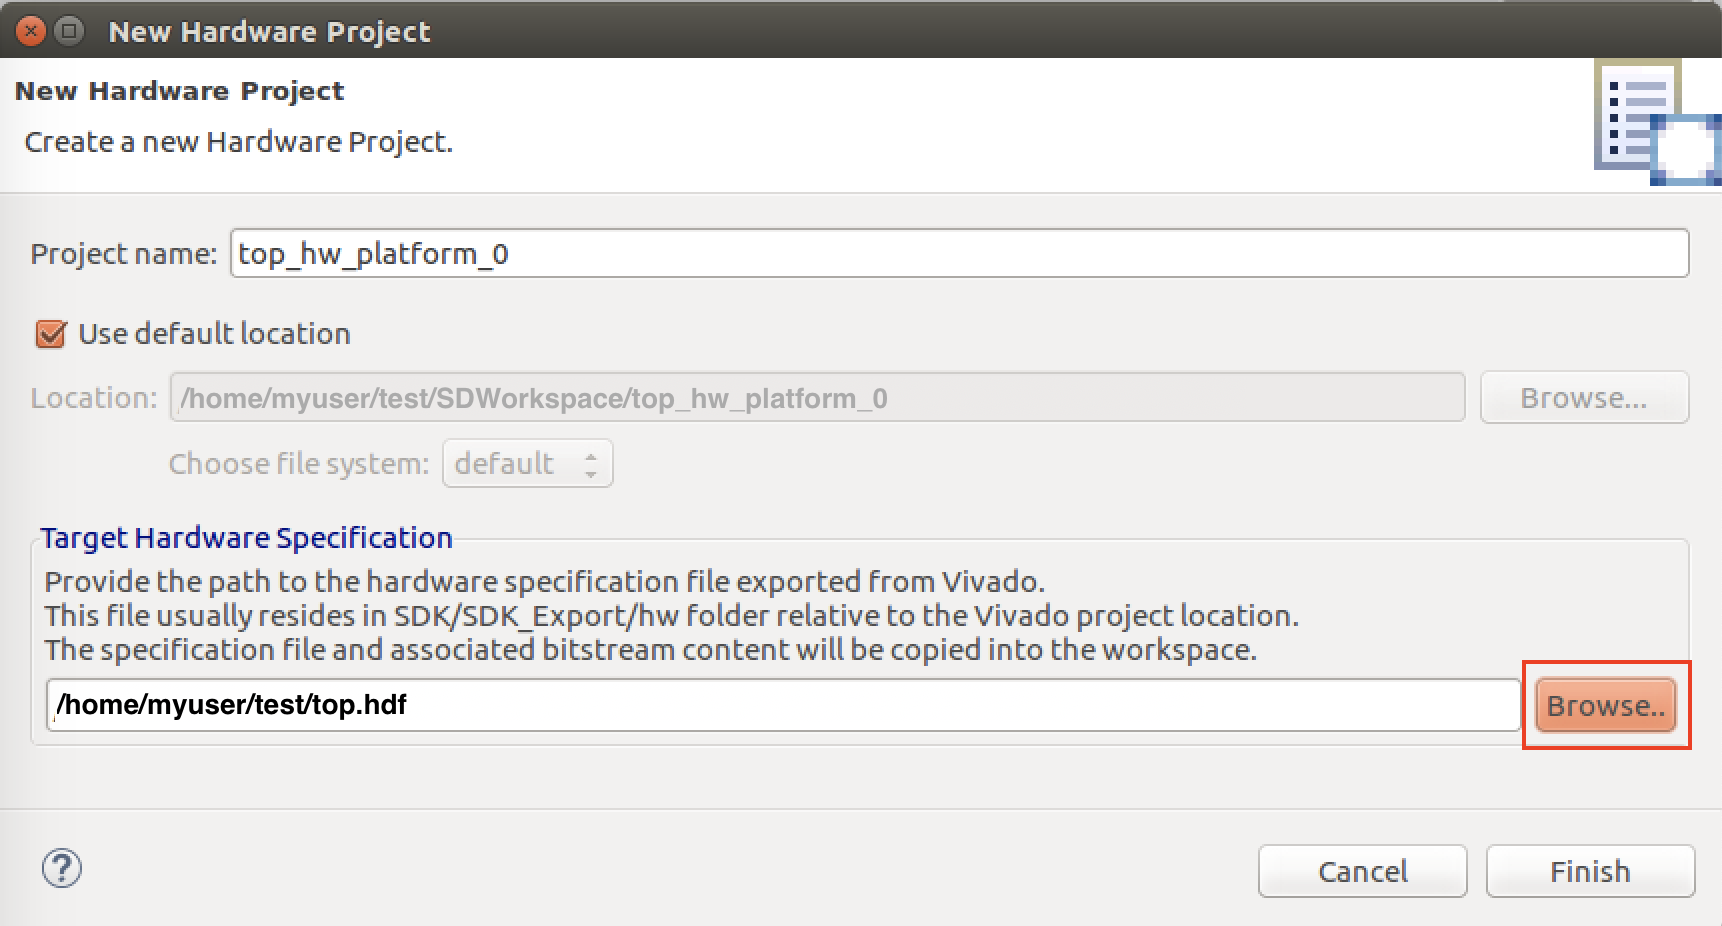 New Hardware Project
New Hardware Project
Create a new Hardware Project.
Project name: top_hw_platform_0
Use default location
Location: /home/myuser/test/SDWorkspace/top_hw_platform_0 Browse...
Choose file system: default
Target Hardware Specification
Provide the path to the hardware specification file exported from Vivado.
This file usually resides in SDK/SDK_Export/hw folder relative to the Vivado project location.
The specification file and associated bitstream content will be copied into the workspace.
/home/myuser/test/top.hdf Browse..
? Cancel Finish